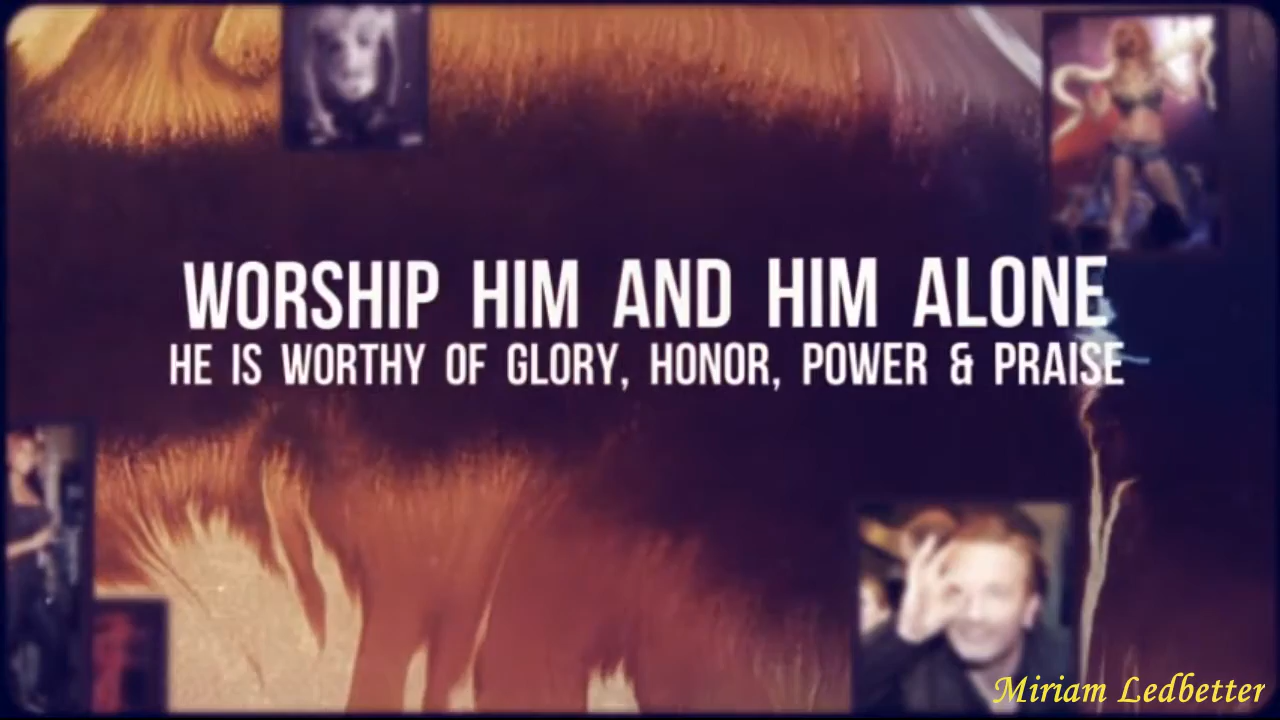 WORSHIP HIM AND HIM ALONE
HE IS WORTHY OF GLORY, HONOR, POWER & PRAISE
Miriam Ledbetter